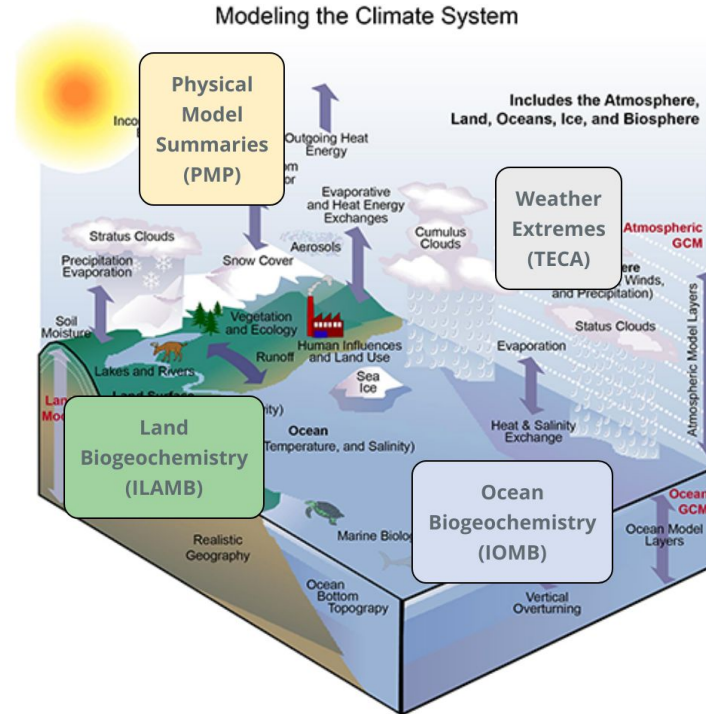 Modeling the Climate System
Physical
Model
Summaries
(PMP)
Includes the Atmosphere,
Land, Oceans, Ice, and Biosphere
Outgoing Heat
Energy
Evaporative
and Heat Energy
Exchanges
Weather
Extremes
(TECA)
Atmospheric
GCM
Stratus Clouds
Aerosols
Cumulus
Clouds
Precipitation
Evaporation
Snow Cover
Winds,
and Precipitation)
Atmospheric Model Layers
Soil
Moisture
Vegetation
and Ecology
Status Clouds
Human Influences
and Land Use
Runoff
Evaporation
Lakes and Rivers
Sea
Ice
Land Surface
Land
Biogeochemistry
(ILAMB)
Ocean
Temperature, and Salinity)
Heat & Salinity
Exchange
Ocean
Biogeochemistry
(IOMB)
Ocean
GCM
Ocean Model
Layers
Realistic
Geography
Marine
Ocean
Bottom
Topograpy
Vertical
Overturning